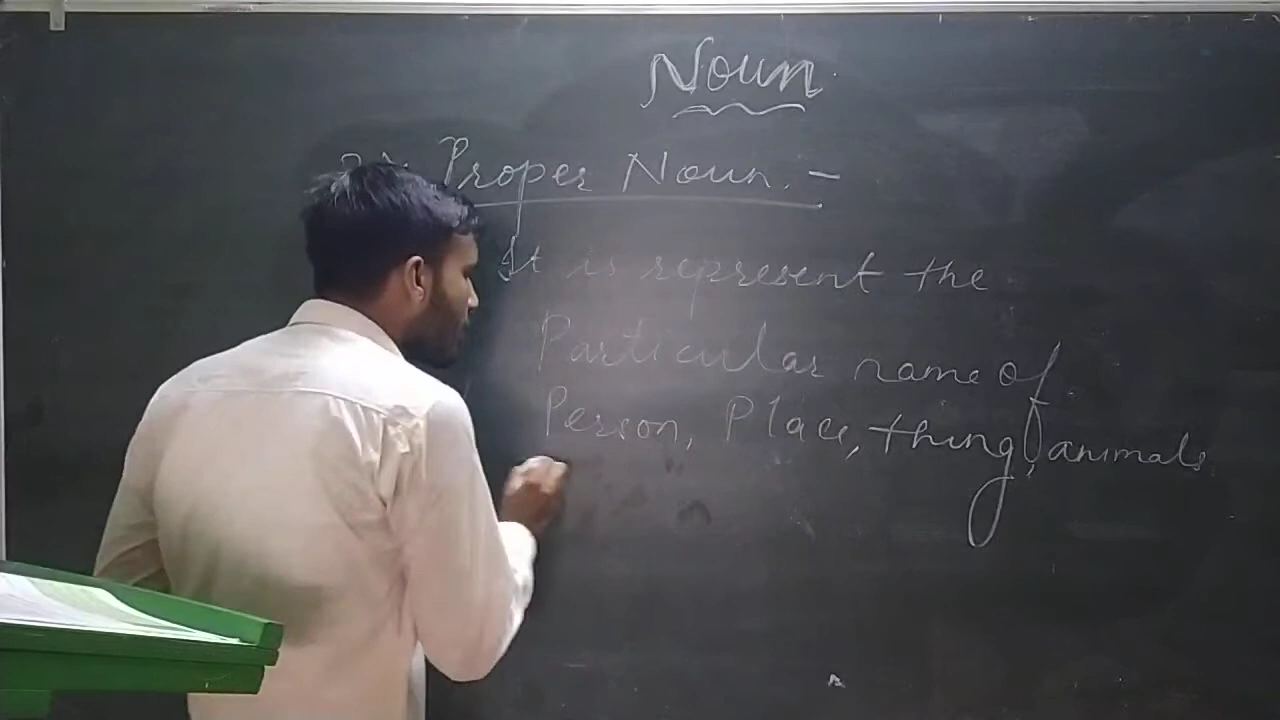 Noun
Proper Noun. -
It is represent the
Particular name of
Person, Place, thing, animals